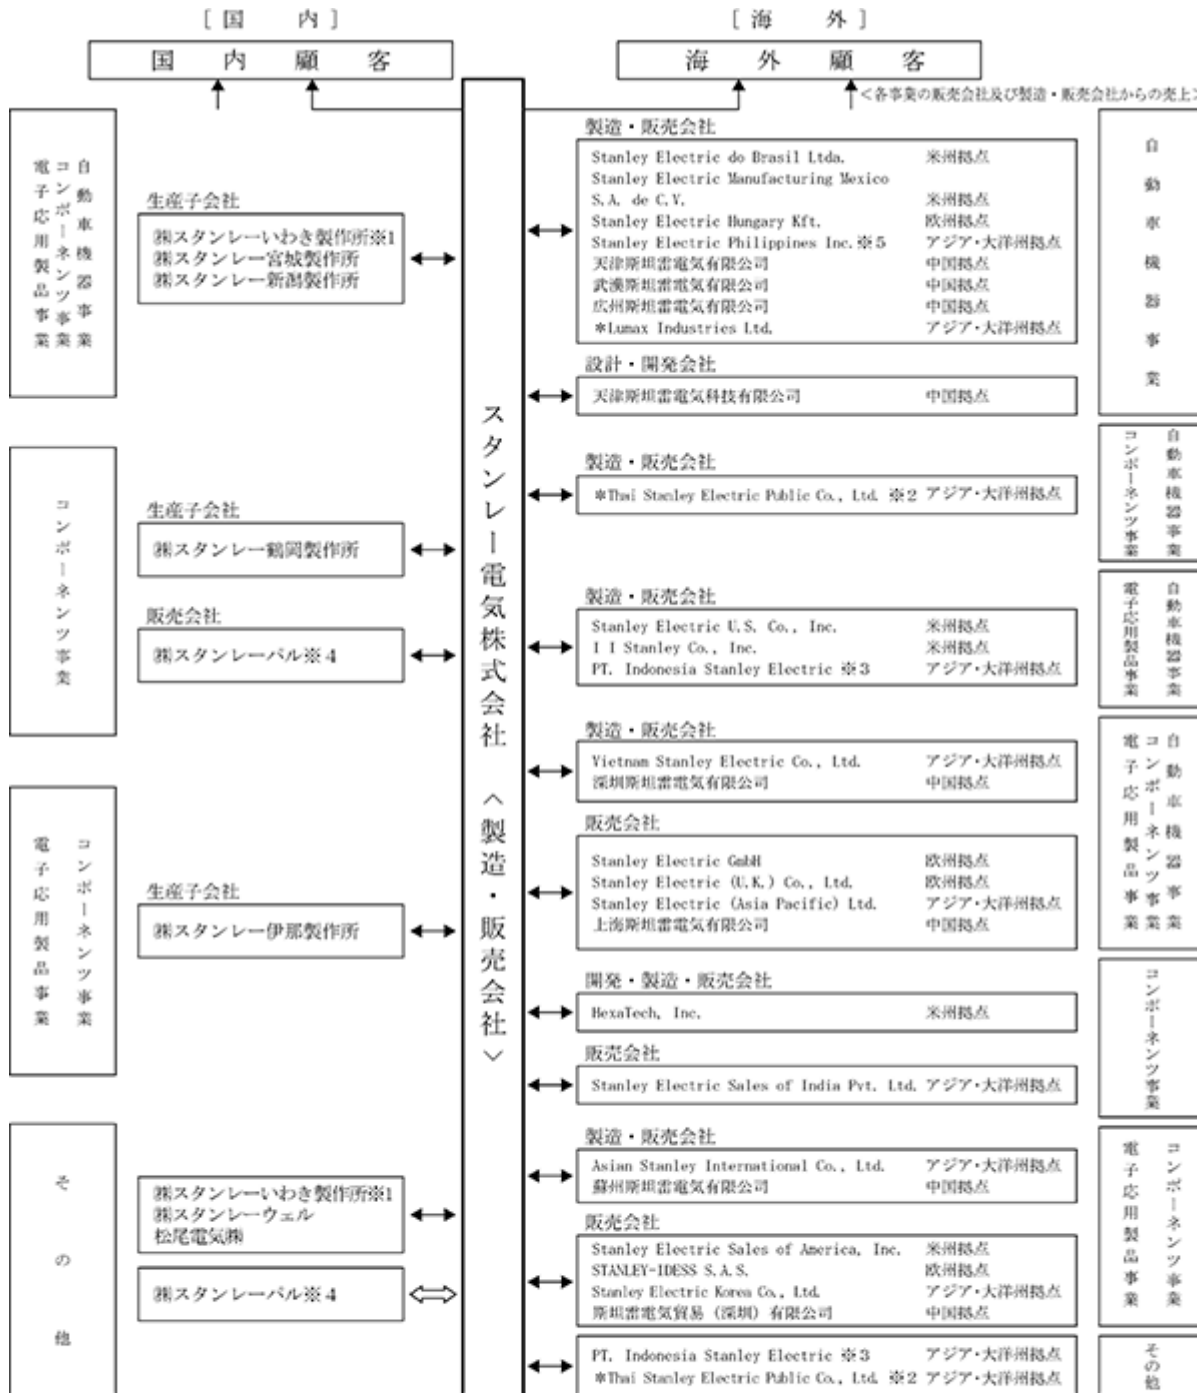 [国 内]
[海 外]
国内顧客
海外顧客
<各事業の販売会社及び製造・販売会社からの売上>
自動車機器事業
コンポーネンツ事業
電子応用製品事業
生産子会社
㈱スタンレーいわき製作所※1
㈱スタンレー宮城製作所
㈱スタンレー新潟製作所
コンポーネンツ事業
生産子会社
㈱スタンレー鶴岡製作所
販売会社
㈱スタンレーパル※4
コンポーネンツ事業
電子応用製品事業
生産子会社
㈱スタンレー伊那製作所
その他
㈱スタンレーいわき製作所※1
㈱スタンレーウェル
松尾電気㈱
㈱スタンレーパル※4
スタンレー電気株式会社 <製造・販売会社>
製造・販売会社
Stanley Electric do Brasil Ltda. 米州拠点
Stanley Electric Manufacturing Mexico
S.A. de C.V. 米州拠点
Stanley Electric Hungary Kft. 欧州拠点
Stanley Electric Philippines Inc.※5 アジア・大洋州拠点
天津斯坦雷電気有限公司 中国拠点
武漢斯坦雷電気有限公司 中国拠点
広州斯坦雷電気有限公司 中国拠点
*Lumax Industries Ltd. アジア・大洋州拠点
設計・開発会社
天津斯坦雷電気科技有限公司 中国拠点
自動車機器事業
製造・販売会社
*Thai Stanley Electric Public Co., Ltd. ※2 アジア・大洋州拠点
自動車機器事業
コンポーネンツ事業
製造・販売会社
Stanley Electric U.S. Co., Inc. 米州拠点
I I Stanley Co., Inc. 米州拠点
PT. Indonesia Stanley Electric ※3 アジア・大洋州拠点
自動車機器事業
電子応用製品事業
製造・販売会社
Vietnam Stanley Electric Co., Ltd. アジア・大洋州拠点
深圳斯坦雷電気有限公司 中国拠点
販売会社
Stanley Electric GmbH 欧州拠点
Stanley Electric (U.K.) Co., Ltd. 欧州拠点
Stanley Electric (Asia Pacific) Ltd. アジア・大洋州拠点
上海斯坦雷電気有限公司 中国拠点
自動車機器事業
コンポーネンツ事業
電子応用製品事業
開発・製造・販売会社
HexaTech, Inc. 米州拠点
販売会社
Stanley Electric Sales of India Pvt. Ltd. アジア・大洋州拠点
コンポーネンツ事業
製造・販売会社
Asian Stanley International Co., Ltd. アジア・大洋州拠点
蘇州斯坦雷電気有限公司 中国拠点
販売会社
Stanley Electric Sales of America, Inc. 米州拠点
STANLEY-IDESS S.A.S. 欧州拠点
Stanley Electric Korea Co., Ltd. アジア・大洋州拠点
斯坦雷電気貿易(深圳)有限公司 中国拠点
コンポーネンツ事業
電子応用製品事業
PT. Indonesia Stanley Electric ※3 アジア・大洋州拠点
*Thai Stanley Electric Public Co., Ltd. ※2 アジア・大洋州拠点
その他